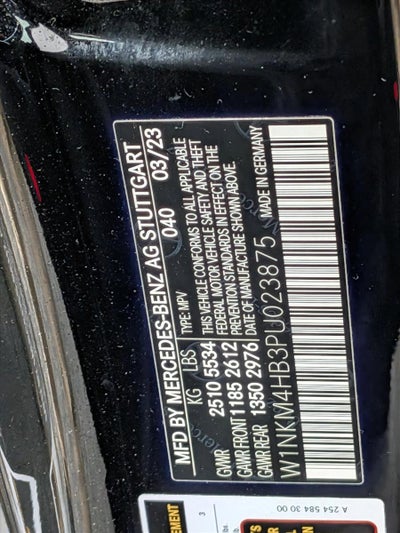 MFD BY MERCEDES-BENZ AG STUTTGART
040 03/23
KG LBS TYPE: MPV
GVWR 2510 5534
GAWR FRONT 1185 2612
GAWR REAR 1350 2976
THIS VEHICLE CONFORMS TO ALL APPLICABLE
FEDERAL MOTOR VEHICLE SAFETY AND THEFT
PREVENTION STANDARDS IN EFFECT ON THE
DATE OF MANUFACTURE SHOWN ABOVE.
W1NKM4HB3PU023875 MADE IN GERMANY
A 254 584 30 00